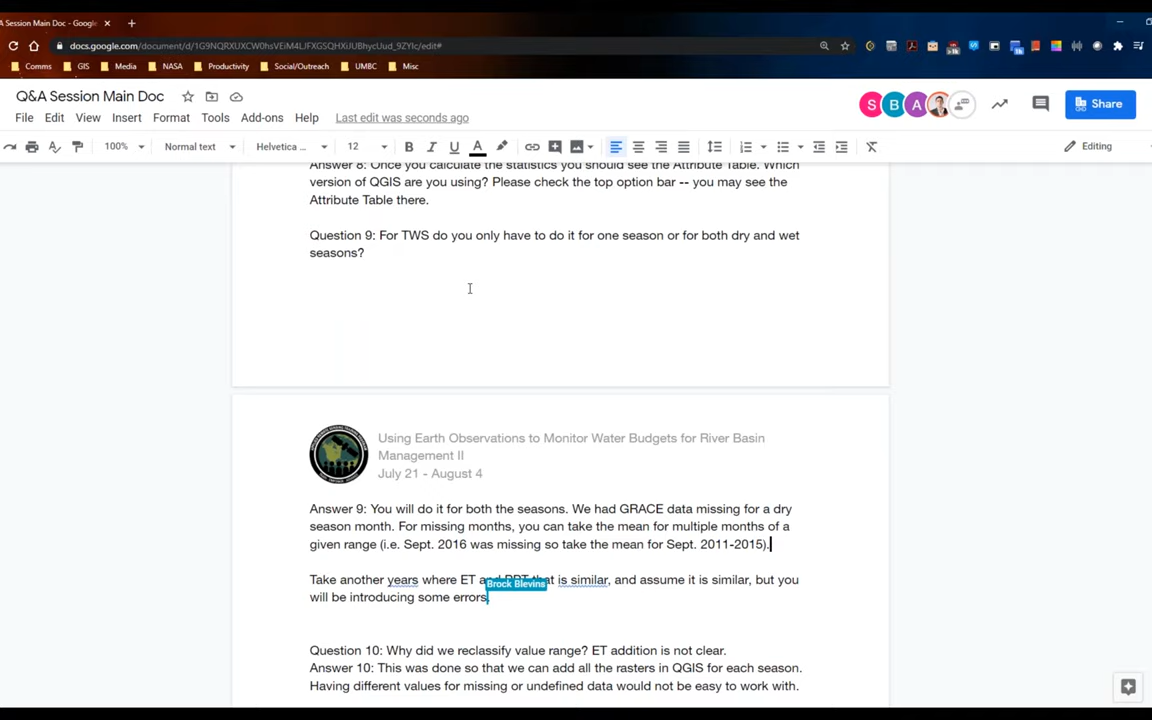 A Session Main Doc - Google
docs.google.com/document/d/1G9NQRXUXCW0hsVEiM4LJFXGSQHXiUUBhycUud_9ZYIc/edit#
Comms GIS Media NASA Productivity Social/Outreach UMBC Misc
Q&A Session Main Doc
S B A Share
File Edit View Insert Format Tools Add-ons Help Last edit was seconds ago
100% Normal text Helvetica ... 12 B I U A Editing
Answer 8: Once you calculate the statistics you should see the Attribute Table. Which
version of QGIS are you using? Please check the top option bar -- you may see the
Attribute Table there.
Question 9: For TWS do you only have to do it for one season or for both dry and wet
seasons?
Using Earth Observations to Monitor Water Budgets for River Basin
Management II
July 21 - August 4
Answer 9: You will do it for both the seasons. We had GRACE data missing for a dry
season month. For missing months, you can take the mean for multiple months of a
given range (i.e. Sept. 2016 was missing so take the mean for Sept. 2011-2015).
Take another years where ET and PPT that is similar, and assume it is similar, but you
Brock Blevins
will be introducing some errors.
Question 10: Why did we reclassify value range? ET addition is not clear.
Answer 10: This was done so that we can add all the rasters in QGIS for each season.
Having different values for missing or undefined data would not be easy to work with.